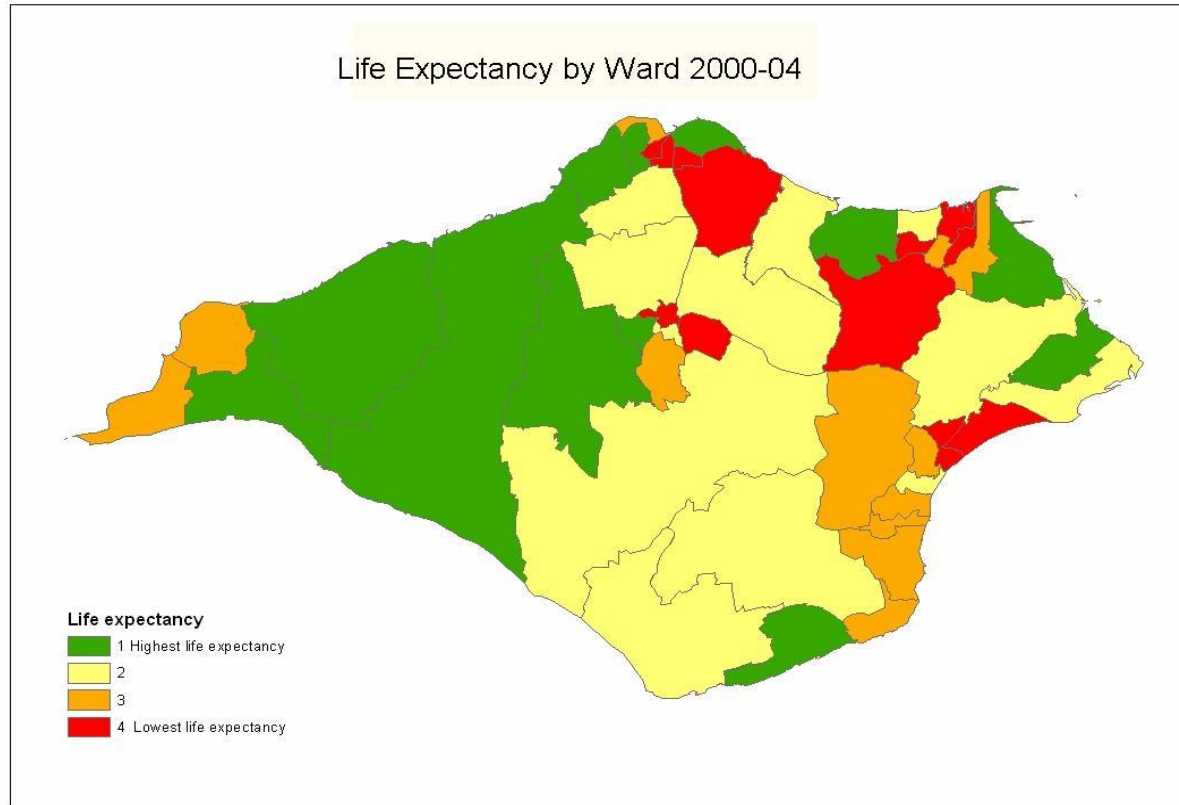 Life Expectancy by Ward 2000-04
Life expectancy
1 Highest life expectancy
2
3
4 Lowest life expectancy